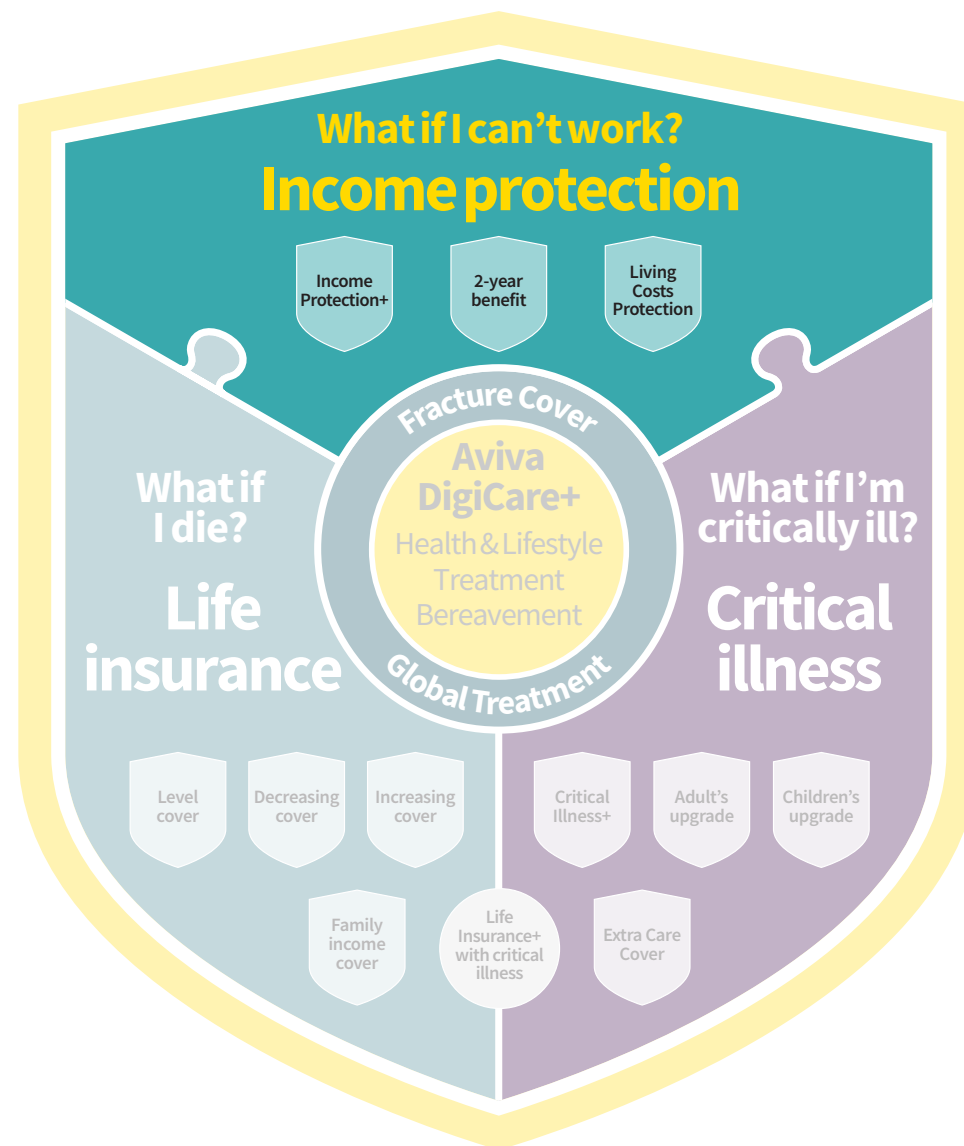 What if I can't work?
Income protection
Income
Protection+
2-year
benefit
Living
Costs
Protection
Fracture Cover
Aviva
DigiCare+
Health & Lifestyle
Treatment
Bereavement
Global Treatment
What if
I die?
Life
insurance
What if I'm
critically ill?
Critical
illness
Level
cover
Decreasing
cover
Increasing
cover
Critical
Illness+
Adult's
upgrade
Children's
upgrade
Family
income
cover
Life
Insurance+
with critical
illness
Extra Care
Cover